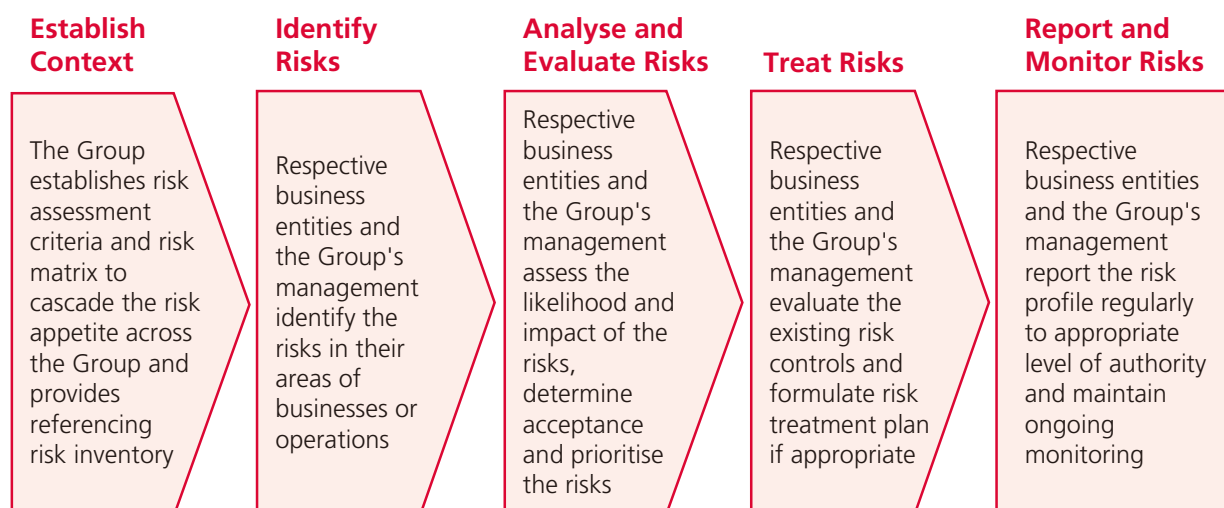 Establish
Context
The Group
establishes risk
assessment
criteria and risk
matrix to
cascade the risk
appetite across
the Group and
provides
referencing
risk inventory
Identify
Risks
Respective
business
entities and
the Group's
management
identify the
risks in their
areas of
businesses or
operations
Analyse and
Evaluate Risks
Respective
business
entities and
the Group's
management
assess the
likelihood and
impact of the
risks,
determine
acceptance
and prioritise
the risks
Treat Risks
Respective
business
entities and
the Group's
management
evaluate the
existing risk
controls and
formulate risk
treatment plan
if appropriate
Report and
Monitor Risks
Respective
business entities
and the Group's
management
report the risk
profile regularly
to appropriate
level of authority
and maintain
ongoing
monitoring